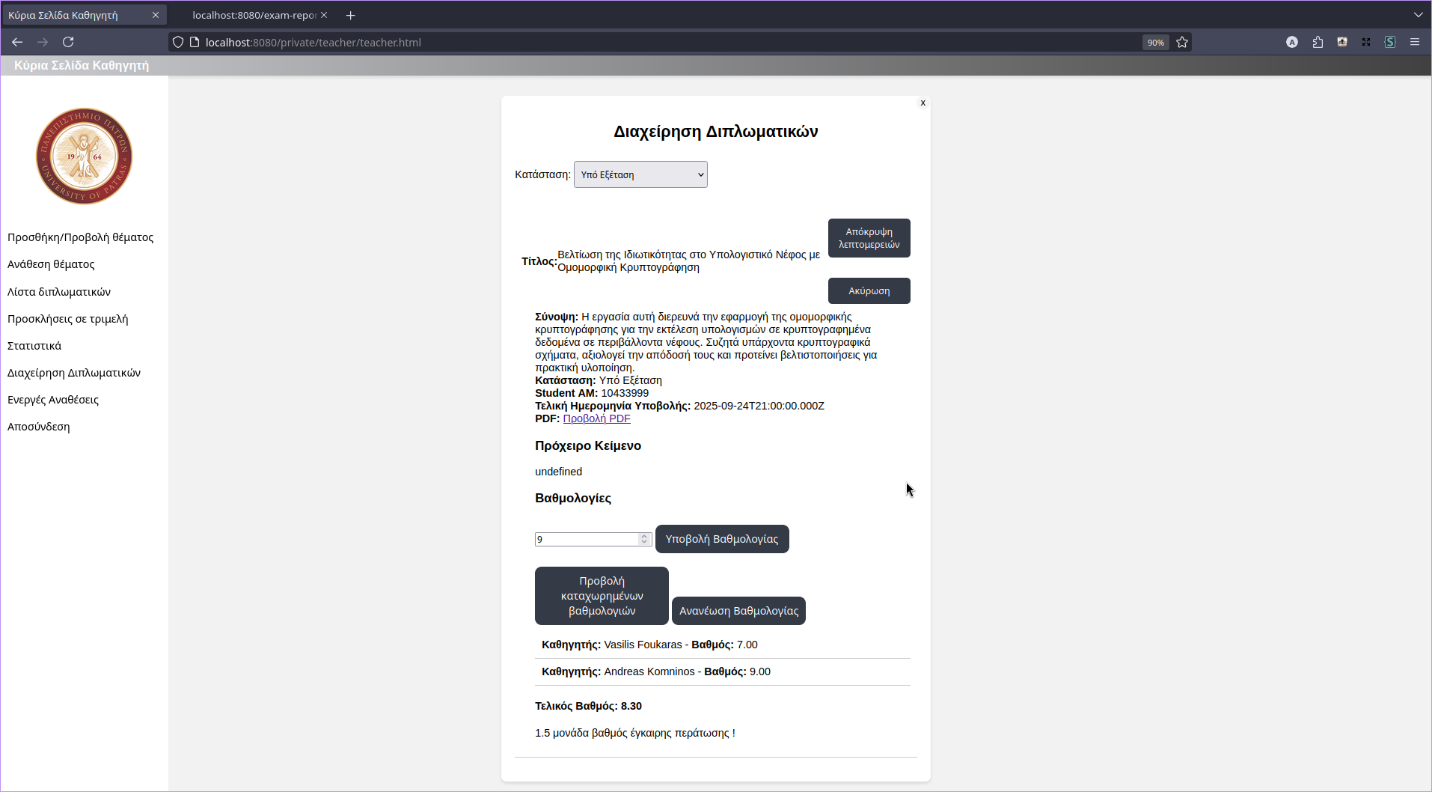 Κύρια Σελίδα Καθηγητή
localhost:8080/exam-repo
localhost:8080/private/teacher/teacher.html
90%
A
S
Κύρια Σελίδα Καθηγητή
x
ΠΑΝΕΠΙΣΤΗΜΙΟ ΠΑΤΡΩΝ
19 64
UNIVERSITY OF PATRAS
Προσθήκη/Προβολή θέματος
Ανάθεση θέματος
Λίστα διπλωματικών
Προσκλήσεις σε τριμελή
Στατιστικά
Διαχείρηση Διπλωματικών
Ενεργές Αναθέσεις
Αποσύνδεση
Διαχείρηση Διπλωματικών
Κατάσταση: Υπό Εξέταση
Απόκρυψη
λεπτομερειών
Τίτλος: Βελτίωση της Ιδιωτικότητας στο Υπολογιστικό Νέφος με
Ομομορφική Κρυπτογράφηση
Ακύρωση
Σύνοψη: Η εργασία αυτή διερευνά την εφαρμογή της ομομορφικής
κρυπτογράφησης για την εκτέλεση υπολογισμών σε κρυπτογραφημένα
δεδομένα σε περιβάλλοντα νέφους. Συζητά υπάρχοντα κρυπτογραφικά
σχήματα, αξιολογεί την απόδοσή τους και προτείνει βελτιστοποιήσεις για
πρακτική υλοποίηση.
Κατάσταση: Υπό Εξέταση
Student AM: 10433999
Τελική Ημερομηνία Υποβολής: 2025-09-24T21:00:00.000Z
PDF: Προβολή PDF
Πρόχειρο Κείμενο
undefined
Βαθμολογίες
9 Υποβολή Βαθμολογίας
Προβολή
καταχωρημένων
βαθμολογιών
Ανανέωση Βαθμολογίας
Καθηγητής: Vasilis Foukaras - Βαθμός: 7.00
Καθηγητής: Andreas Komninos - Βαθμός: 9.00
Τελικός Βαθμός: 8.30
1.5 μονάδα βαθμός έγκαιρης περάτωσης !